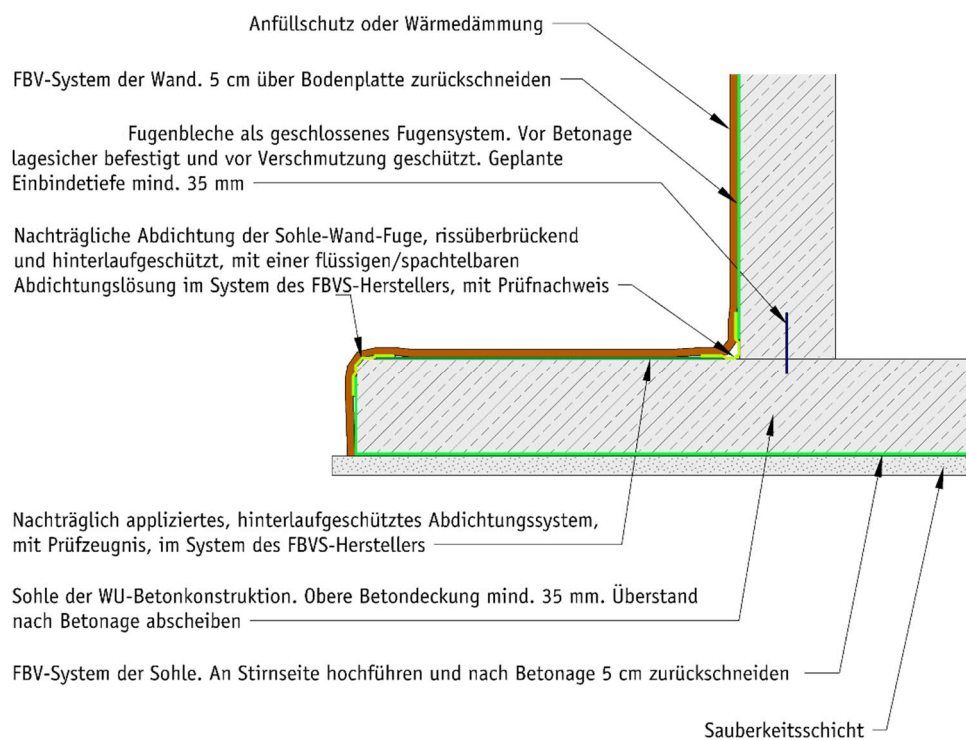 Anfüllschutz oder Wärmedämmung
FBV-System der Wand. 5 cm über Bodenplatte zurückschneiden
Fugenbleche als geschlossenes Fugensystem. Vor Betonage
lagesicher befestigt und vor Verschmutzung geschützt. Geplante
Einbindetiefe mind. 35 mm
Nachträgliche Abdichtung der Sohle-Wand-Fuge, rissüberbrückend
und hinterlaufgeschützt, mit einer flüssigen/spachtelbaren
Abdichtungslösung im System des FBVS-Herstellers, mit Prüfnachweis
Nachträglich appliziertes, hinterlaufgeschütztes Abdichtungssystem,
mit Prüfzeugnis, im System des FBVS-Herstellers
Sohle der WU-Betonkonstruktion. Obere Betondeckung mind. 35 mm. Überstand
nach Betonage abscheiben
FBV-System der Sohle. An Stirnseite hochführen und nach Betonage 5 cm zurückschneiden
Sauberkeitsschicht